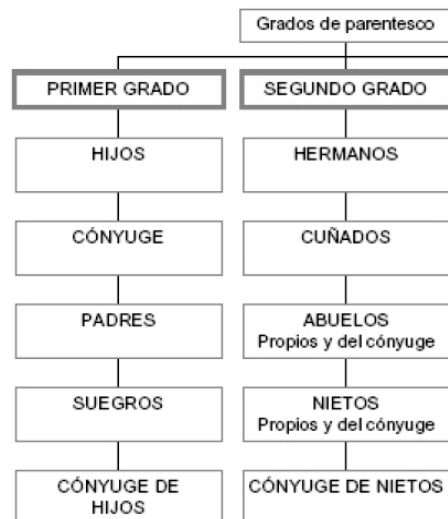 Grados de parentesco
PRIMER GRADO
HIJOS
CÓNYUGE
PADRES
SUEGROS
CÓNYUGE DE
HIJOS
SEGUNDO GRADO
HERMANOS
CUÑADOS
ABUELOS
Propios y del cónyuge
NIETOS
Propios y del cónyuge
CÓNYUGE DE NIETOS